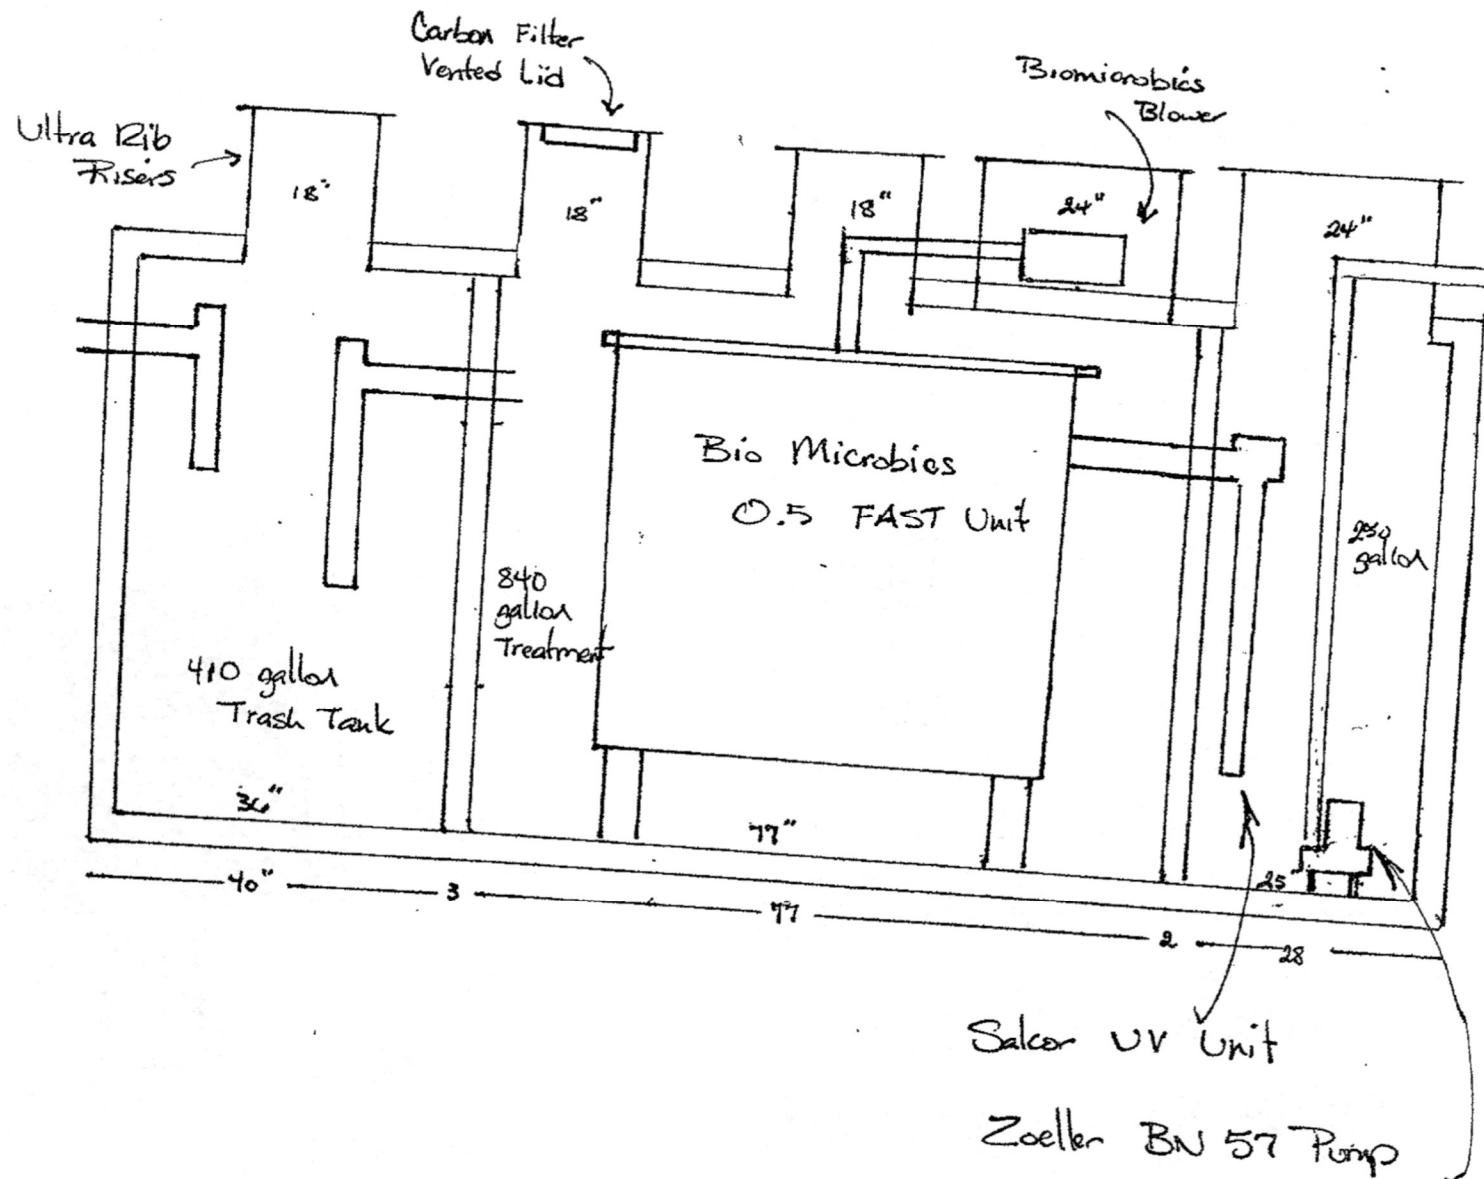 Carbon Filter
Vented Lid
Biomicrobics
Blower
Ultra Rib
Risers
18"
18"
18"
24"
24"
Bio Microbics
0.5 FAST Unit
250
gallon
840
gallon
Treatment
410 gallon
Trash Tank
36"
77"
25"
40"
3
77
2
28
Salcor UV Unit
Zoeller BN 57 Pump